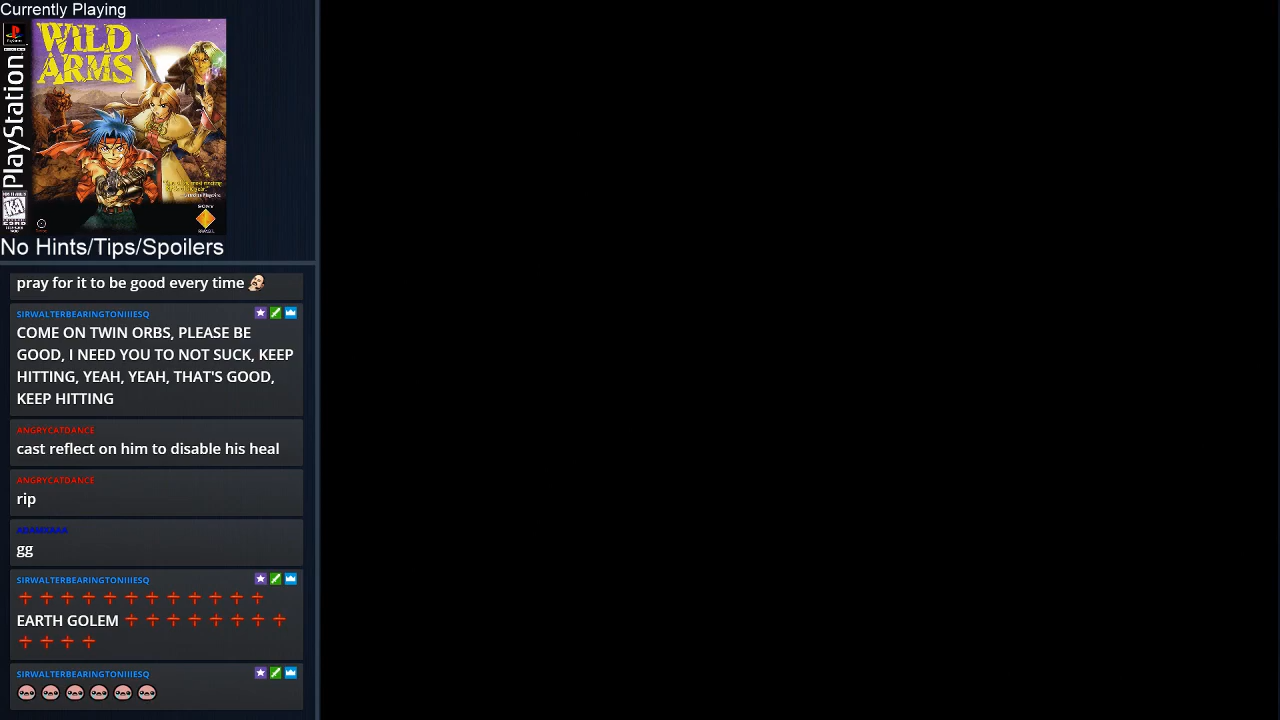 Currently Playing
WILD
ARMS
PlayStation
SONY
No Hints/Tips/Spoilers
pray for it to be good every time
SIRWALTERBEARINGTONIIIESQ
COME ON TWIN ORBS, PLEASE BE
GOOD, I NEED YOU TO NOT SUCK, KEEP
HITTING, YEAH, YEAH, THAT'S GOOD,
KEEP HITTING
ANGRYCATDANCE
cast reflect on him to disable his heal
ANGRYCATDANCE
rip
gg
SIRWALTERBEARINGTONIIIESQ
EARTH GOLEM
SIRWALTERBEARINGTONIIIESQ